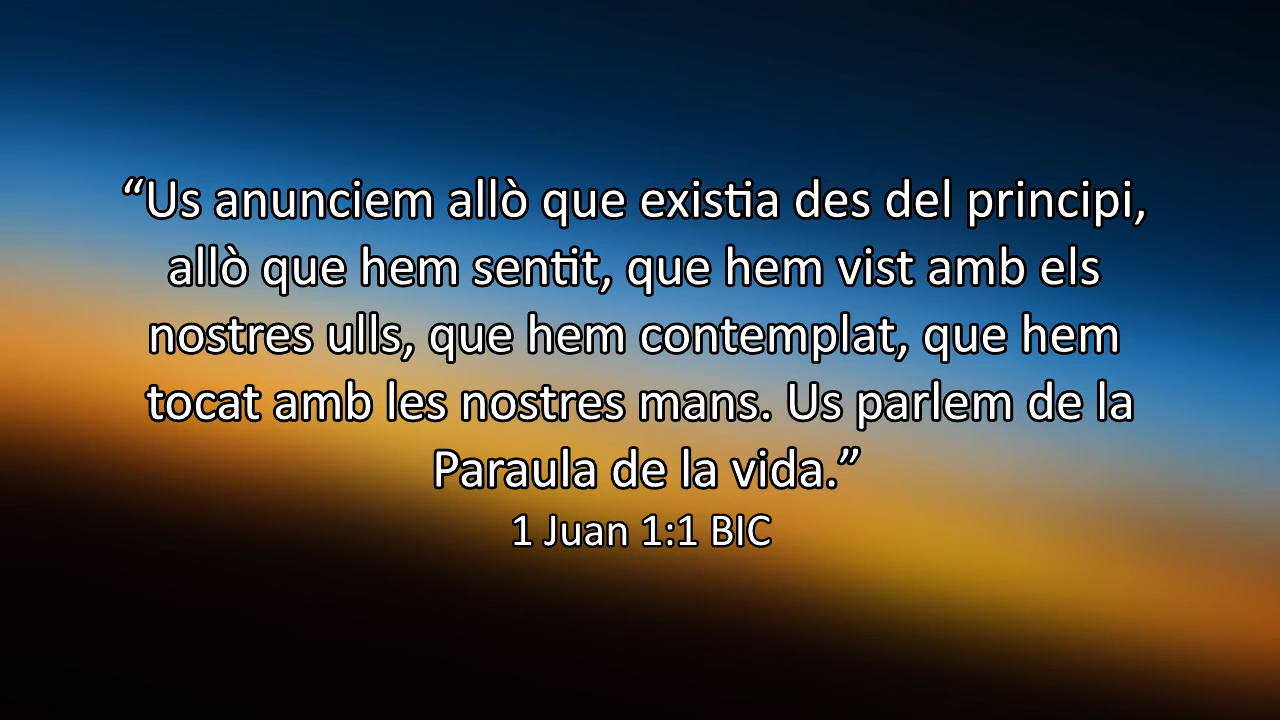 “Us anunciem allò que existia des del principi,
allò que hem sentit, que hem vist amb els
nostres ulls, que hem contemplat, que hem
tocat amb les nostres mans. Us parlem de la
Paraula de la vida.”
1 Juan 1:1 BIC